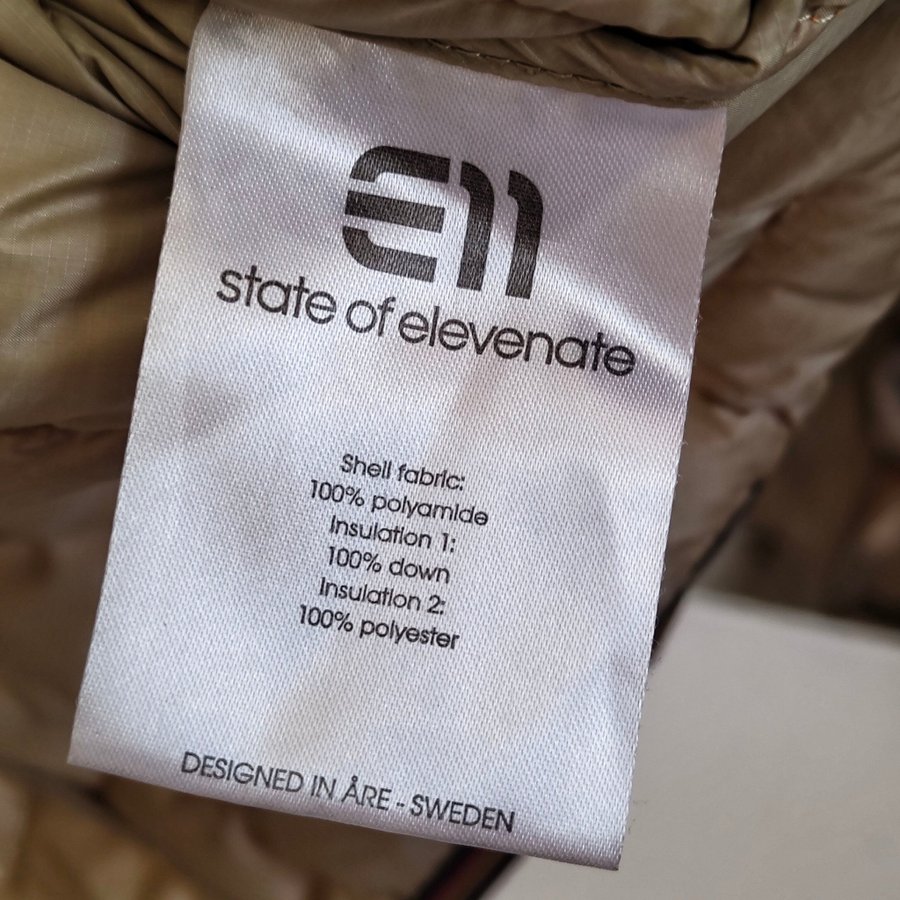 E11
state of elevenate
Shell fabric:
100% polyamide
Insulation 1:
100% down
Insulation 2:
100% polyester
DESIGNED IN ÅRE - SWEDEN